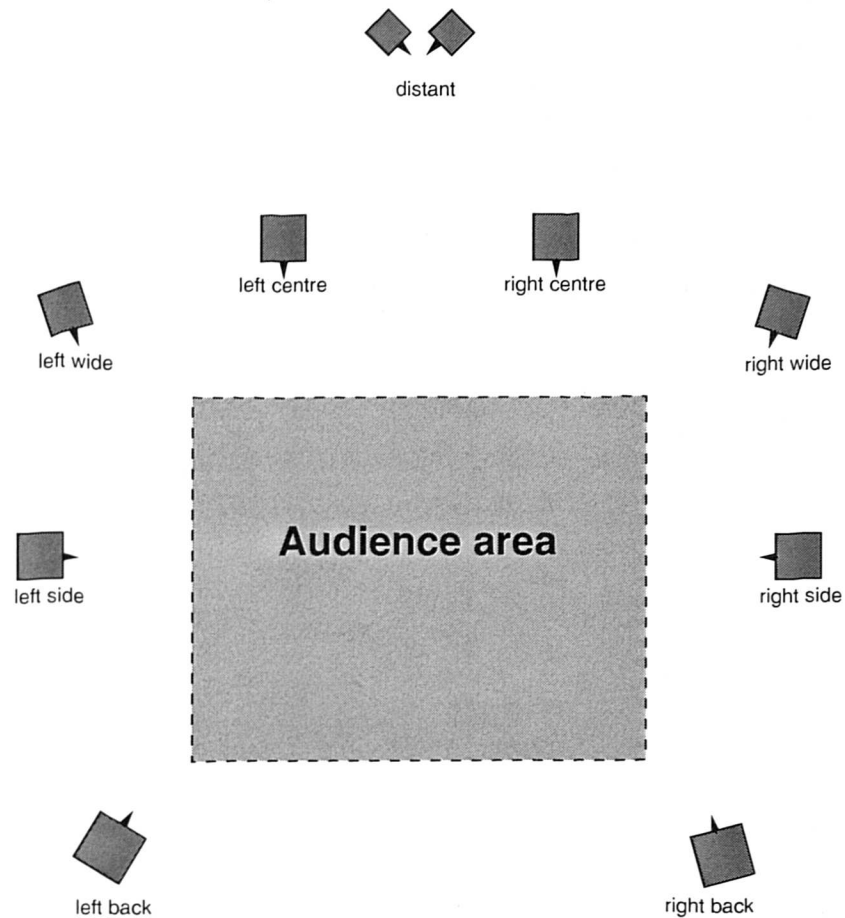 distant
left centre
right centre
left wide
right wide
Audience area
left side
right side
left back
right back